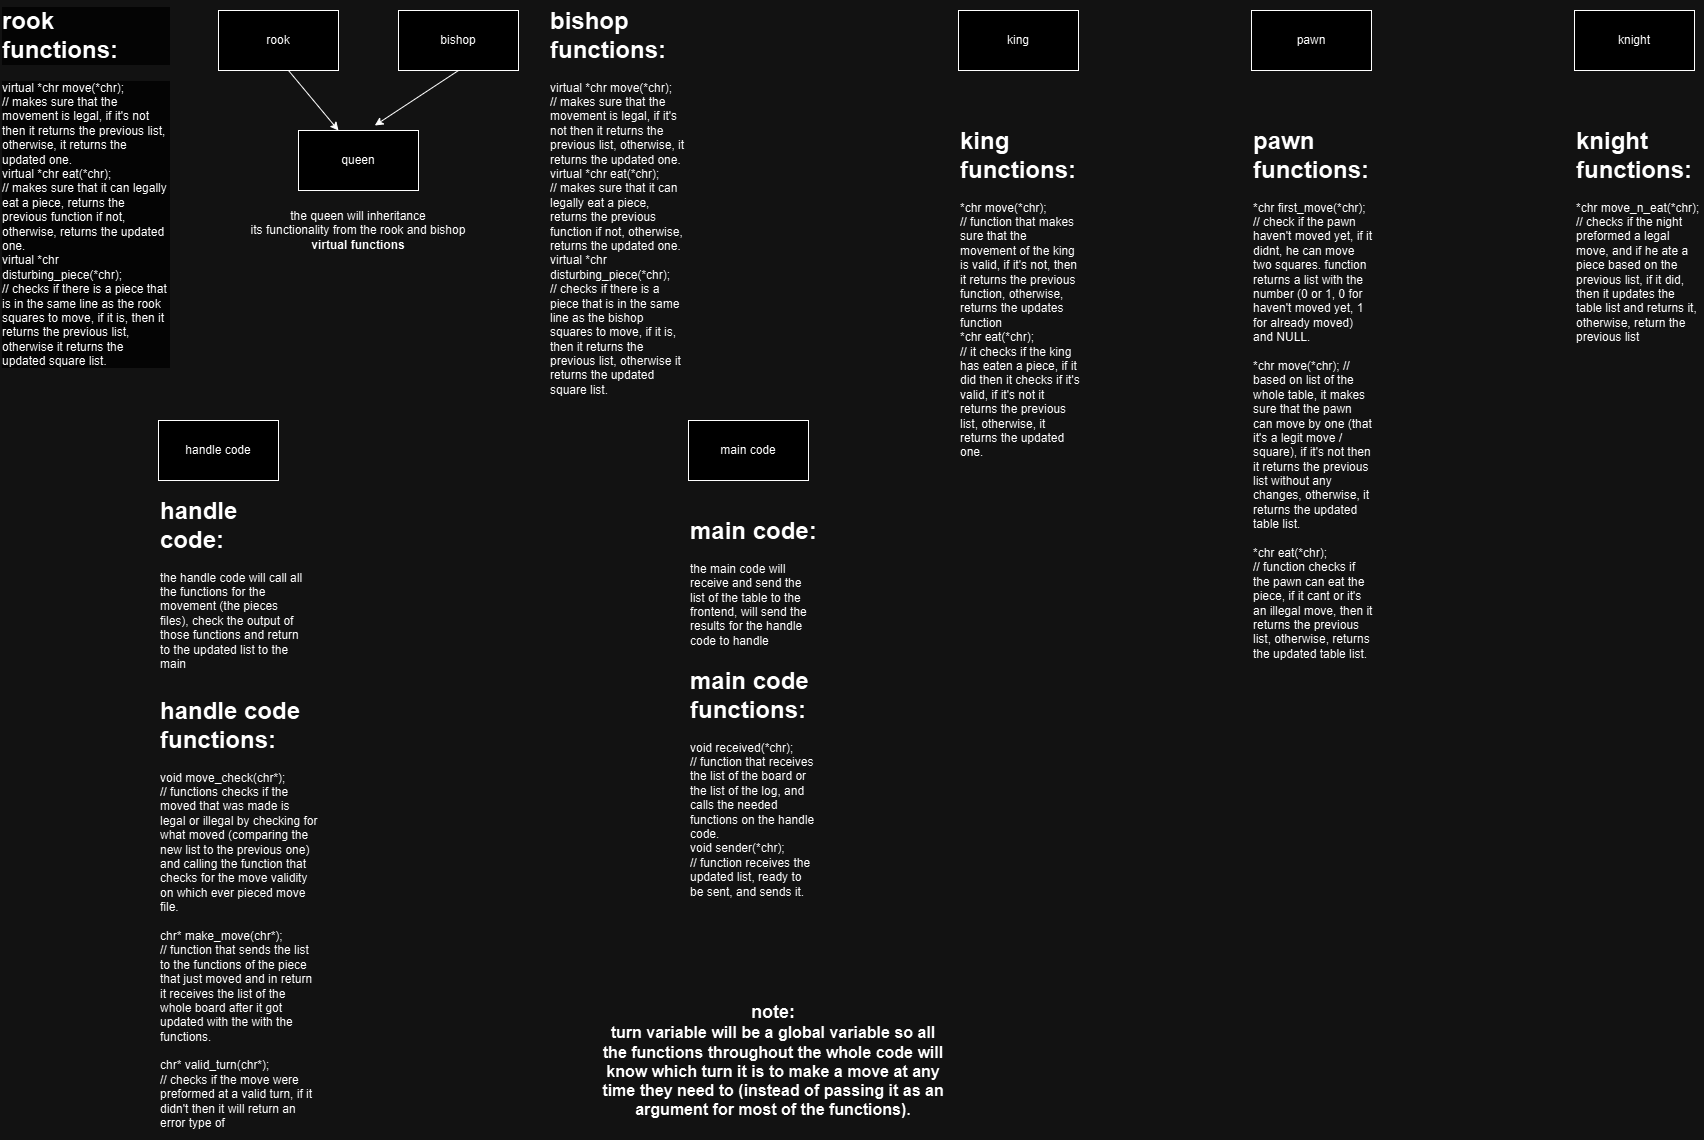 rook
functions:
virtual *chr move(*chr);
// makes sure that the
movement is legal, if it's not
then it returns the previous list,
otherwise, it returns the
updated one.
virtual *chr eat(*chr);
// makes sure that it can legally
eat a piece, returns the
previous function if not,
otherwise, returns the updated
one.
virtual *chr
disturbing_piece(*chr);
// checks if there is a piece that
is in the same line as the rook
squares to move, if it is, then it
returns the previous list,
otherwise it returns the
updated square list.
rook
bishop
queen
the queen will inheritance
its functionality from the rook and bishop
virtual functions
bishop
functions:
virtual *chr move(*chr);
// makes sure that the
movement is legal, if it's
not then it returns the
previous list, otherwise, it
returns the updated one.
virtual *chr eat(*chr);
// makes sure that it can
legally eat a piece,
returns the previous
function if not, otherwise,
returns the updated one.
virtual *chr
disturbing_piece(*chr);
// checks if there is a
piece that is in the same
line as the bishop
squares to move, if it is,
then it returns the
previous list, otherwise it
returns the updated
square list.
king
king
functions:
*chr move(*chr);
// function that makes
sure that the
movement of the king
is valid, if it's not, then
it returns the previous
function, otherwise,
returns the updates
function
*chr eat(*chr);
// it checks if the king
has eaten a piece, if it
did then it checks if it's
valid, if it's not it
returns the previous
list, otherwise, it
returns the updated
one.
pawn
pawn
functions:
*chr first_move(*chr);
// check if the pawn
haven't moved yet, if it
didnt, he can move
two squares. function
returns a list with the
number (0 or 1, 0 for
haven't moved yet, 1
for already moved)
and NULL.
*chr move(*chr); //
based on list of the
whole table, it makes
sure that the pawn
can move by one (that
it's a legit move /
square), if it's not then
it returns the previous
list without any
changes, otherwise, it
returns the updated
table list.
*chr eat(*chr);
// function checks if
the pawn can eat the
piece, if it cant or it's
an illegal move, then it
returns the previous
list, otherwise, returns
the updated table list.
knight
knight
functions:
*chr move_n_eat(*chr);
// checks if the night
preformed a legal
move, and if he ate a
piece based on the
previous list, if it did,
then it updates the
table list and returns it,
otherwise, return the
previous list
handle code
handle
code:
the handle code will call all
the functions for the
movement (the pieces
files), check the output of
those functions and return
to the updated list to the
main
handle code
functions:
void move_check(chr*);
// functions checks if the
moved that was made is
legal or illegal by checking for
what moved (comparing the
new list to the previous one)
and calling the function that
checks for the move validity
on which ever pieced move
file.
chr* make_move(chr*);
// function that sends the list
to the functions of the piece
that just moved and in return
it receives the list of the
whole board after it got
updated with the with the
functions.
chr* valid_turn(chr*);
// checks if the move were
preformed at a valid turn, if it
didn't then it will return an
error type of
main code
main code:
the main code will
receive and send the
list of the table to the
frontend, will send the
results for the handle
code to handle
main code
functions:
void received(*chr);
// function that receives
the list of the board or
the list of the log, and
calls the needed
functions on the handle
code.
void sender(*chr);
// function receives the
updated list, ready to
be sent, and sends it.
note:
turn variable will be a global variable so all
the functions throughout the whole code will
know which turn it is to make a move at any
time they need to (instead of passing it as an
argument for most of the functions).